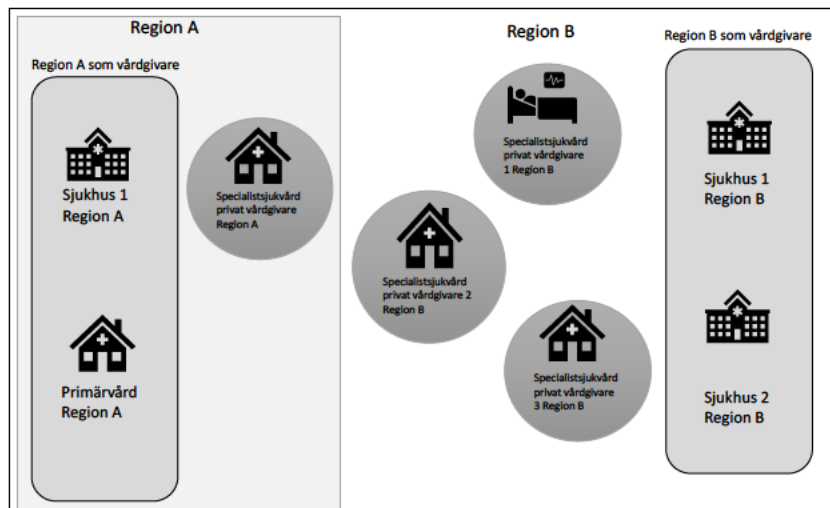 Region A
Region A som vårdgivare
Sjukhus 1
Region A
Primärvård
Region A
Specialistsjukvård
privat vårdgivare
Region A
Region B
Specialistsjukvård
privat vårdgivare
1 Region B
Specialistsjukvård
privat vårdgivare 2
Region B
Specialistsjukvård
privat vårdgivare
3 Region B
Region B som vårdgivare
Sjukhus 1
Region B
Sjukhus 2
Region B